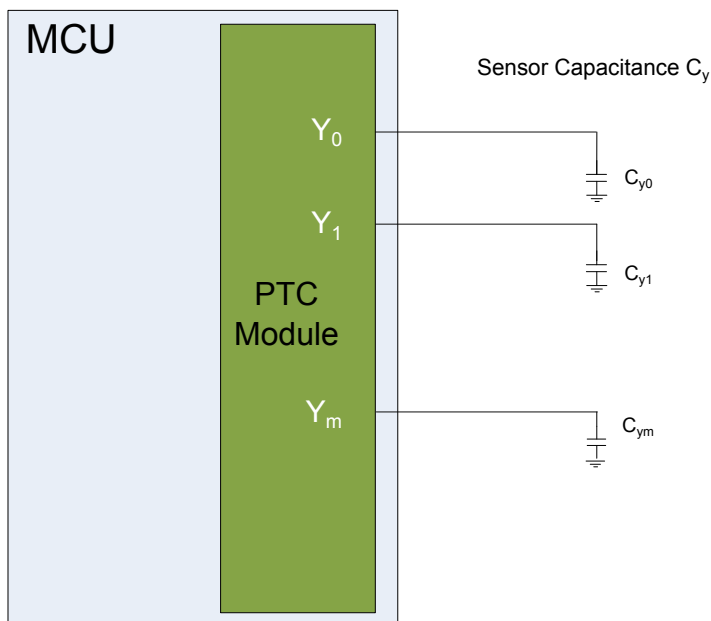 MCU
Sensor Capacitance Cy
Y0
Cy0
Y1
Cy1
PTC
Module
Ym
Cym